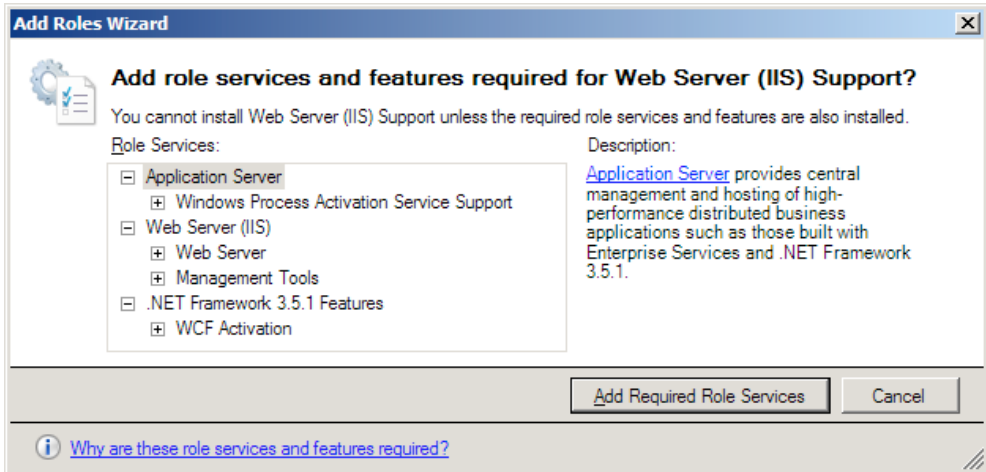 Add Roles Wizard
Add role services and features required for Web Server (IIS) Support?
You cannot install Web Server (IIS) Support unless the required role services and features are also installed.
Role Services:
Application Server
Windows Process Activation Service Support
Web Server (IIS)
Web Server
Management Tools
.NET Framework 3.5.1 Features
WCF Activation
Description:
Application Server provides central
management and hosting of high-
performance distributed business
applications such as those built with
Enterprise Services and .NET Framework
3.5.1.
Add Required Role Services
Cancel
Why are these role services and features required?